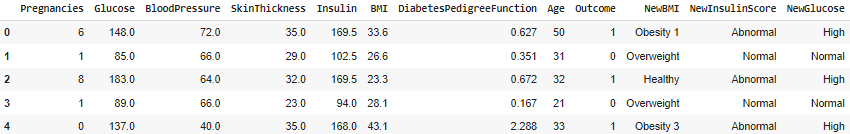 Pregnancies Glucose BloodPressure SkinThickness Insulin BMI DiabetesPedigreeFunction Age Outcome NewBMI NewInsulinScore NewGlucose
0 6 148.0 72.0 35.0 169.5 33.6 0.627 50 1 Obesity 1 Abnormal High
1 1 85.0 66.0 29.0 102.5 26.6 0.351 31 0 Overweight Normal Normal
2 8 183.0 64.0 32.0 169.5 23.3 0.672 32 1 Healthy Abnormal High
3 1 89.0 66.0 23.0 94.0 28.1 0.167 21 0 Overweight Normal Normal
4 0 137.0 40.0 35.0 168.0 43.1 2.288 33 1 Obesity 3 Abnormal High